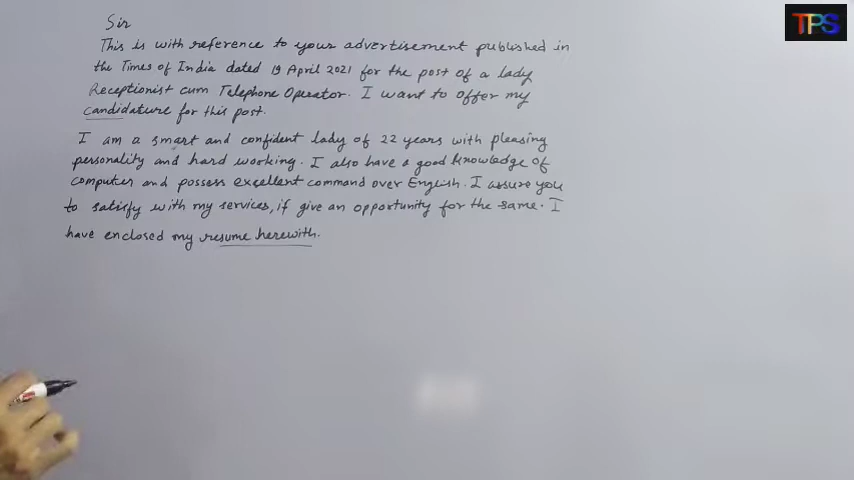 TPS
Sir
This is with reference to your advertisement published in
the Times of India dated 19 April 2021 for the post of a lady
Receptionist cum Telephone Operator. I want to offer my
candidature for this post.
I am a smart and confident lady of 22 years with pleasing
personality and hard working. I also have a good knowledge of
computer and possess excellent command over English. I assure you
to satisfy with my services, if give an opportunity for the same. I
have enclosed my resume herewith.